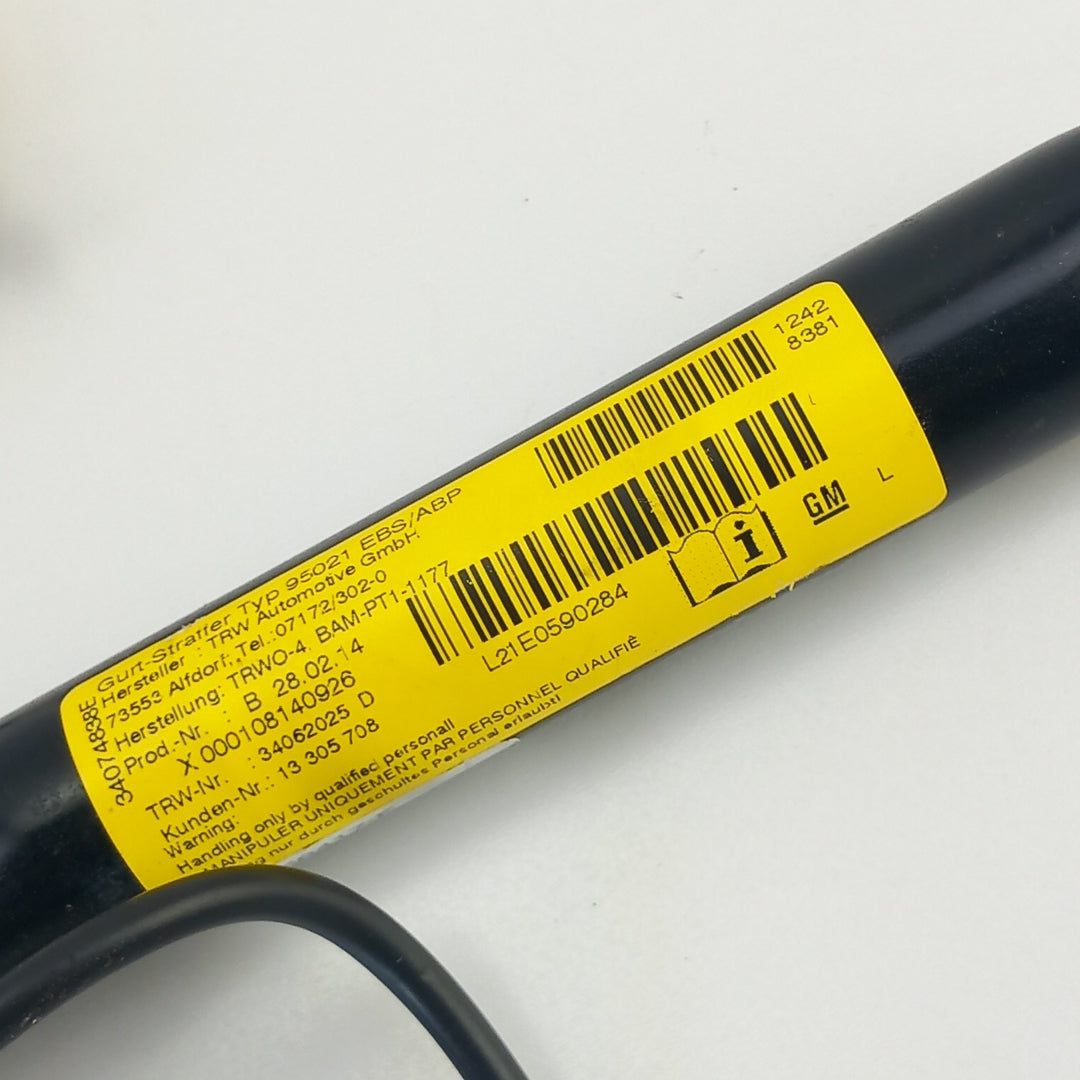 Gurt-Straffer Typ 95021 EBS/ABP
Hersteller : TRW Automotive GmbH
73553 Alfdorf, Tel.:07172/302-0
Herstellung: TRWO-4, BAM-PT1-1177
Prod.-Nr. : B 28.02.14
X 000108140926
TRW-Nr. : 34062025 D
Kunden-Nr.: 13 305 708
Warning:
Handling only by qualified personal!
MANIPULER UNIQUEMENT PAR PERSONNEL QUALIFIÈ
nur durch geschultes Personal erlaubt!
34074838E
1242
8381
L21E0590284
i
GM
L